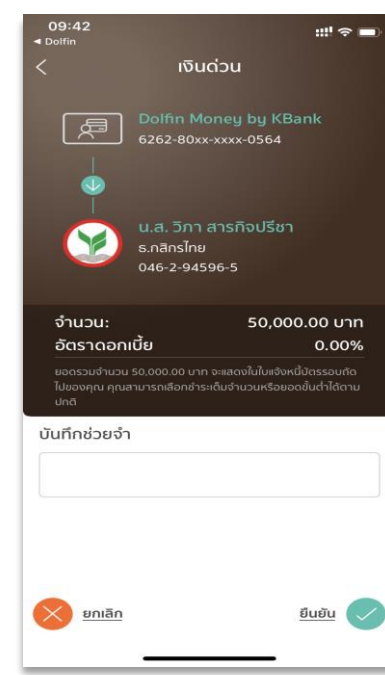 09:42
◀ Dolfin
เงินด่วน
Dolfin Money by KBank
6262-80xx-xxxx-0564
น.ส. วิภา สารกิจปรีชา
ธ.กสิกรไทย
046-2-94596-5
จำนวน: 50,000.00 บาท
อัตราดอกเบี้ย 0.00%
ยอดรวมจำนวน 50,000.00 บาท จะแสดงในใบแจ้งหนี้บัตรรอบถัด
ไปของคุณ คุณสามารถเลือกชำระเต็มจำนวนหรือยอดขั้นต่ำได้ตาม
ปกติ
บันทึกช่วยจำ
ยกเลิก ยืนยัน